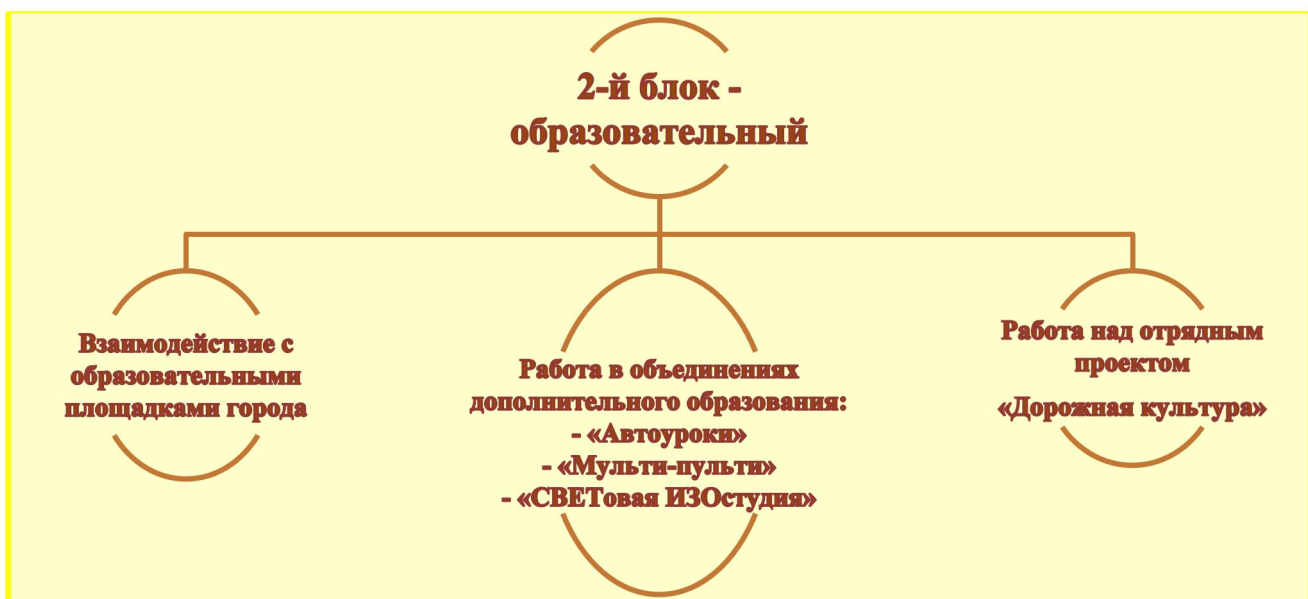 2-й блок -
образовательный
Взаимодействие с
образовательными
площадками города
Работа в объединениях
дополнительного образования:
- «Автоуроки»
- «Мульти-пульти»
- «СВЕТовая ИЗОстудия»
Работа над отрядным
проектом
«Дорожная культура»